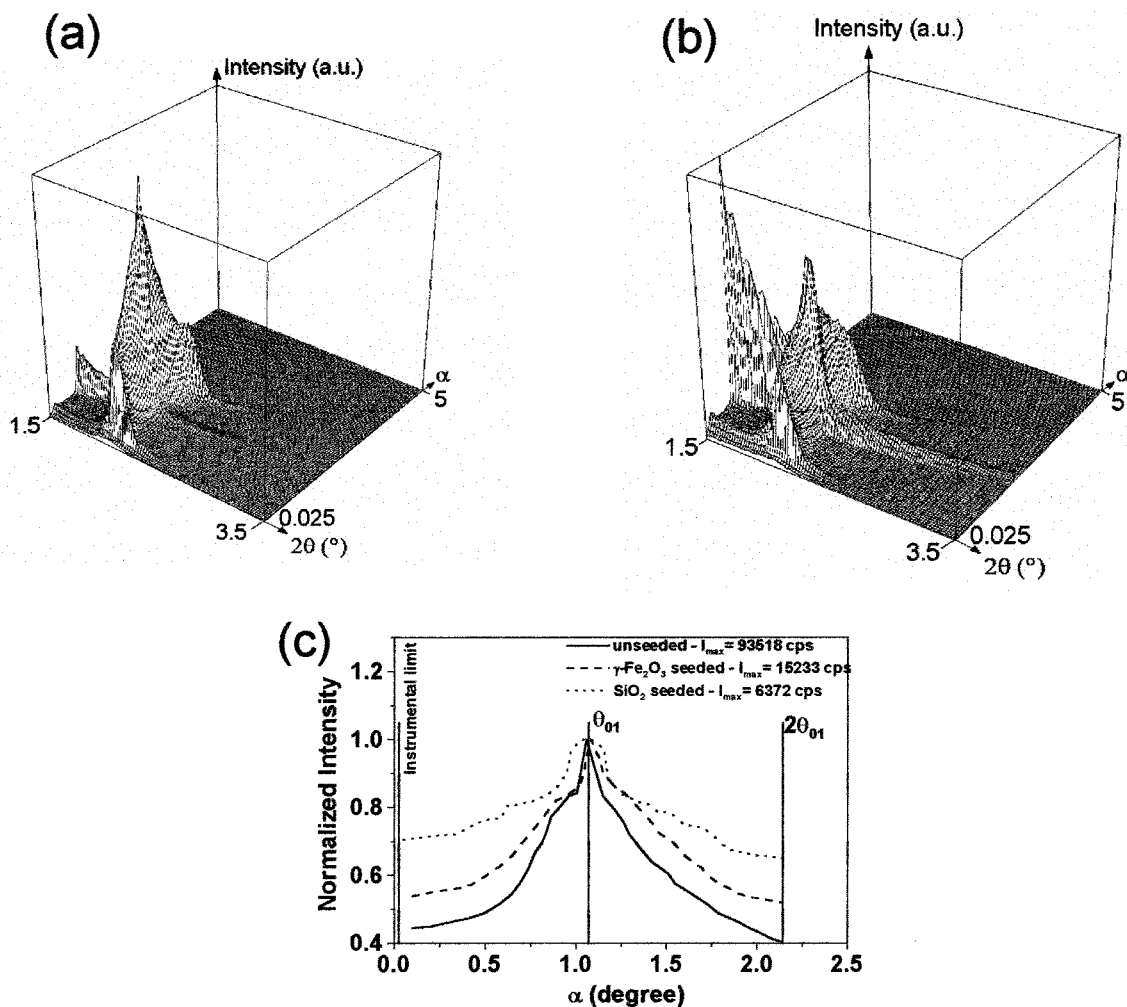 (a)
Intensity (a.u.)
α
5
1.5
0.025
3.5
2θ (°)
(b)
Intensity (a.u.)
α
5
1.5
0.025
3.5
2θ (°)
(c)
unseeded - Imax= 93518 cps
γ-Fe2O3 seeded - Imax= 15233 cps
SiO2 seeded - Imax= 6372 cps
Instrumental limit
θ01
2θ01
Normalized Intensity
1.2
1.0
0.8
0.6
0.4
0.0 0.5 1.0 1.5 2.0 2.5
α (degree)